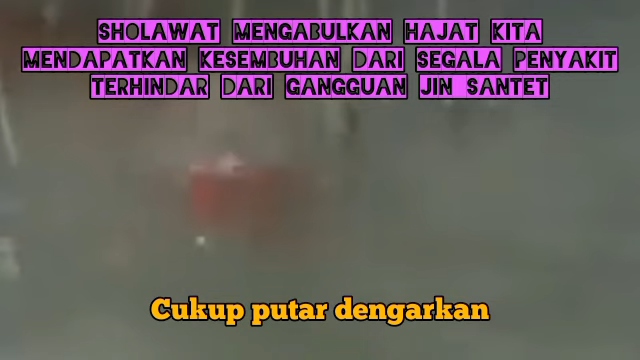 SHOLAWAT MENGABULKAN HAJAT KITA
MENDAPATKAN KESEMBUHAN DARI SEGALA PENYAKIT
TERHINDAR DARI GANGGUAN JIN SANTET
Cukup putar dengarkan